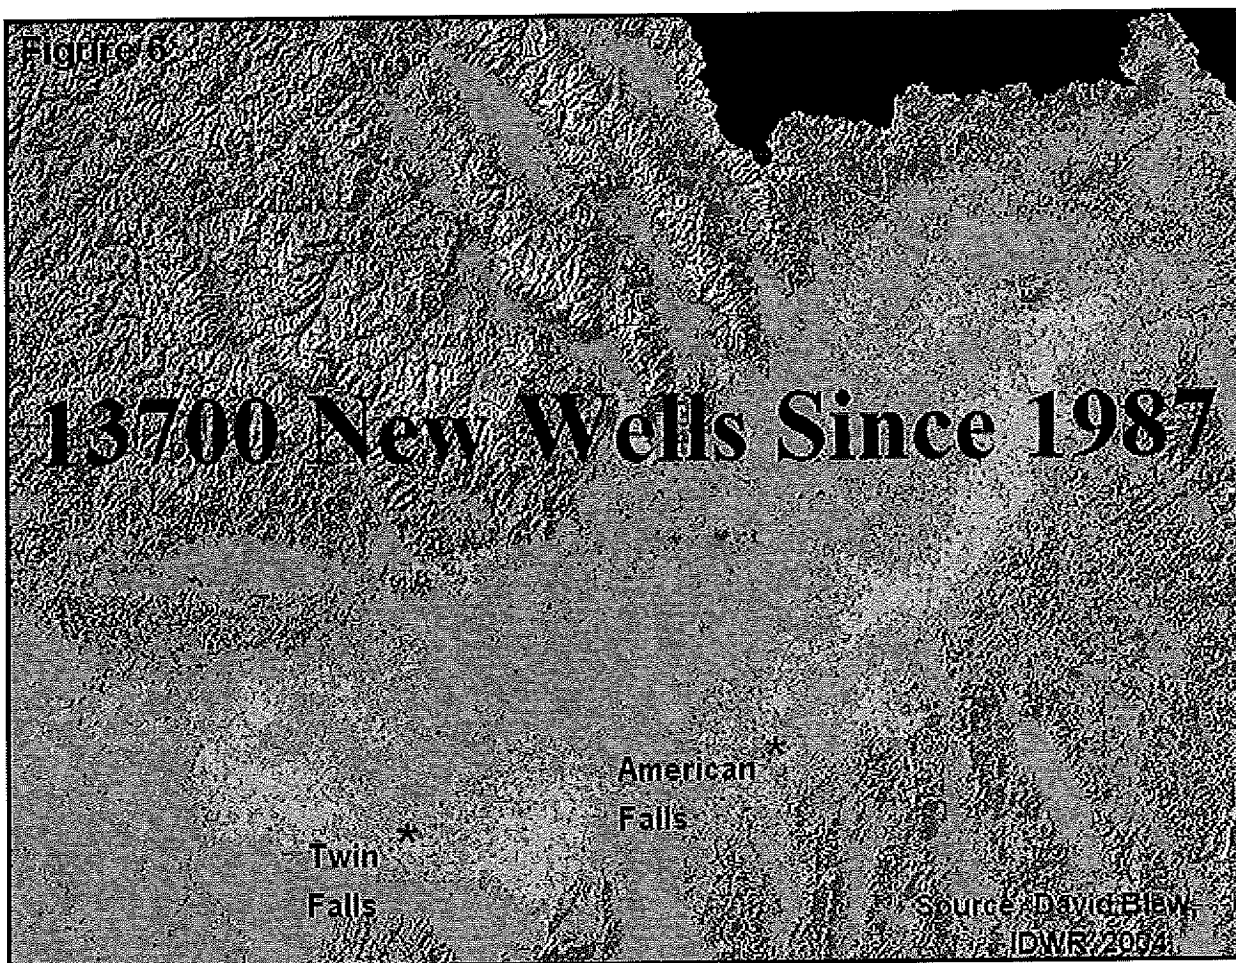 Figure 6
13700 New Wells Since 1987
American
Falls
Twin
Falls
Source: David Blew,
IDWR 2004